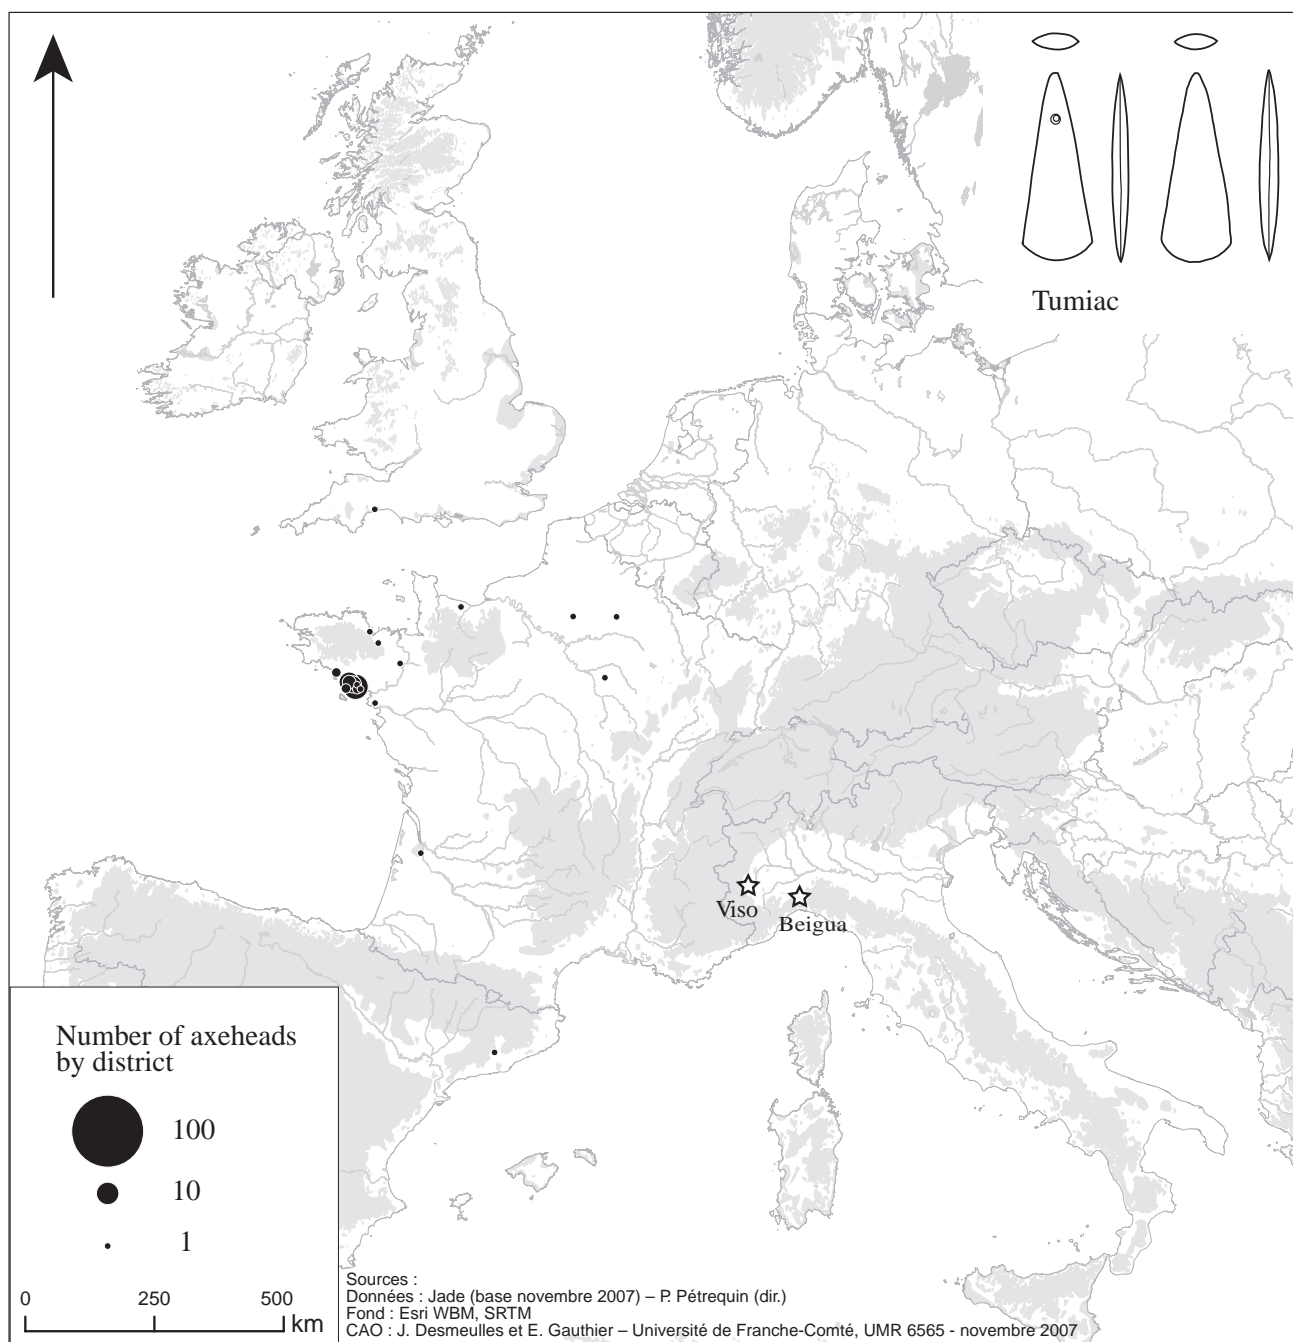 Tumiac
Viso
Beigua
Number of axeheads
by district
100
10
1
0 250 500
km
Sources :
Données : Jade (base novembre 2007) – P. Pétrequin (dir.)
Fond : Esri WBM, SRTM
CAO : J. Desmeulles et E. Gauthier – Université de Franche-Comté, UMR 6565 - novembre 2007